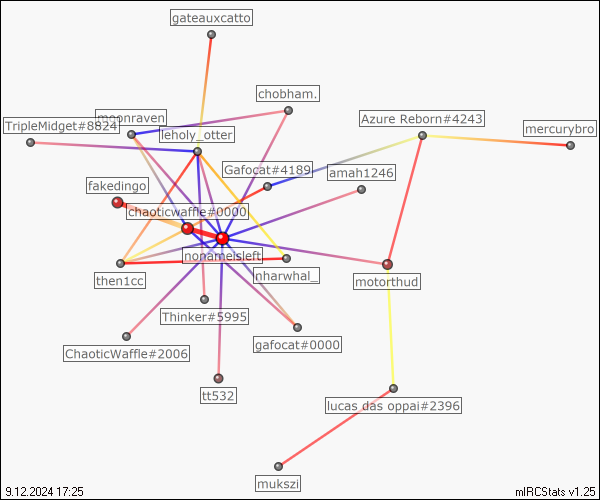 gateauxcatto
chobham.
moonraven
TripleMidget#8824
leholy_otter
Azure Reborn#4243
mercurybro
Gafocat#4189
amah1246
fakedingo
chaoticwaffle#0000
nonameisleft
then1cc
nharwhal_
motorthud
Thinker#5995
gafocat#0000
ChaoticWaffle#2006
tt532
lucas das oppai#2396
mukszi
9.12.2024 17:25
mIRCStats v1.25